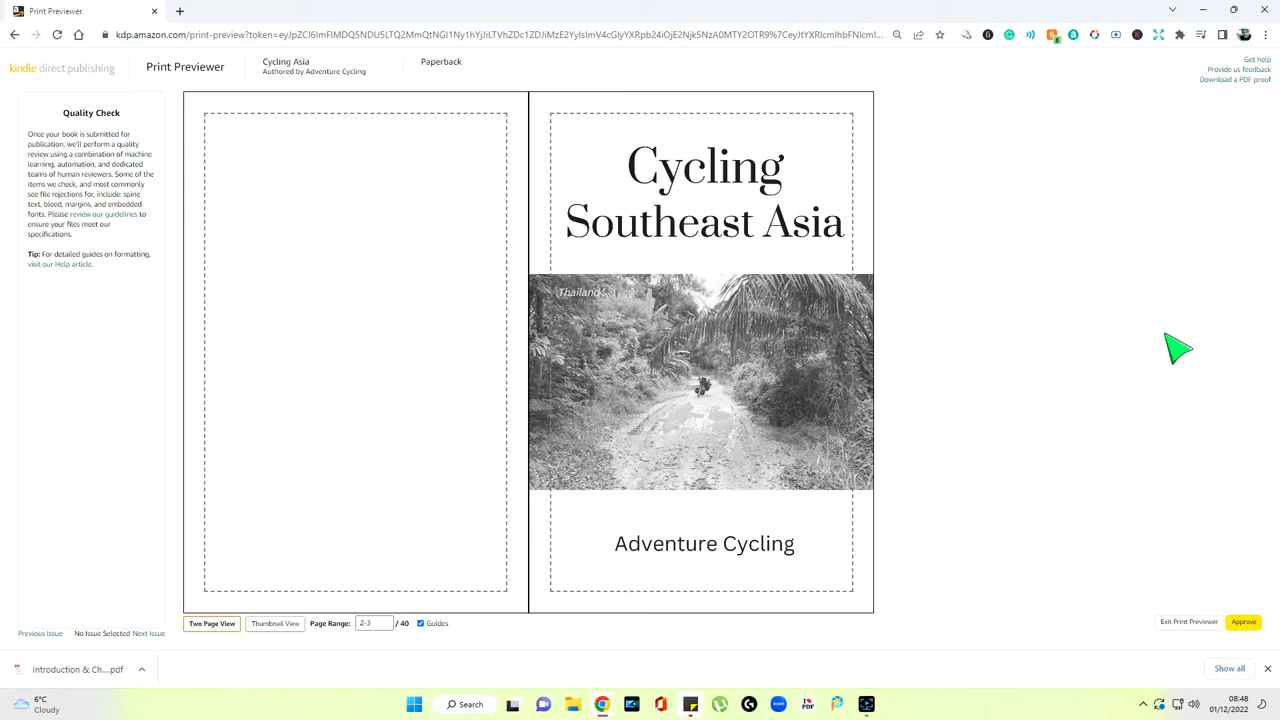 Print Previewer
kdp.amazon.com/print-preview?token=
kindle direct publishing
Print Previewer
Cycling Asia
Authored by Adventure Cycling
Paperback
Get help
Provide us feedback
Download a PDF proof
Quality Check
Once your book is submitted for
publication, we'll perform a quality
review using a combination of machine
learning, automation, and dedicated
teams of human reviewers. Some of the
items we check, and most commonly
see file rejections for, include: spine
text, bleed, margins, and embedded
fonts. Please review our guidelines to
ensure your files meet our
specifications.
Tip: For detailed guides on formatting,
visit our Help article.
Cycling
Southeast Asia
Thailand
Adventure Cycling
Previous Issue No Issue Selected Next Issue
Two Page View Thumbnail View Page Range: 2-3 / 40 Guides
Exit Print Previewer Approve
Introduction & Ch....pdf
Show all
6°C
Cloudy
Search
08:48
01/12/2022